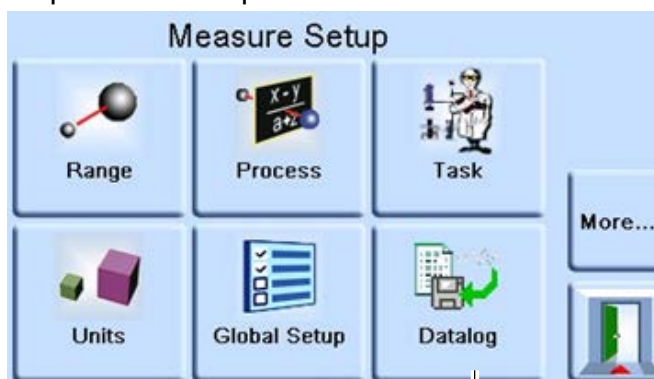 Measure Setup
x-y
a+z
Range
Process
Task
More...
Units
Global Setup
Datalog